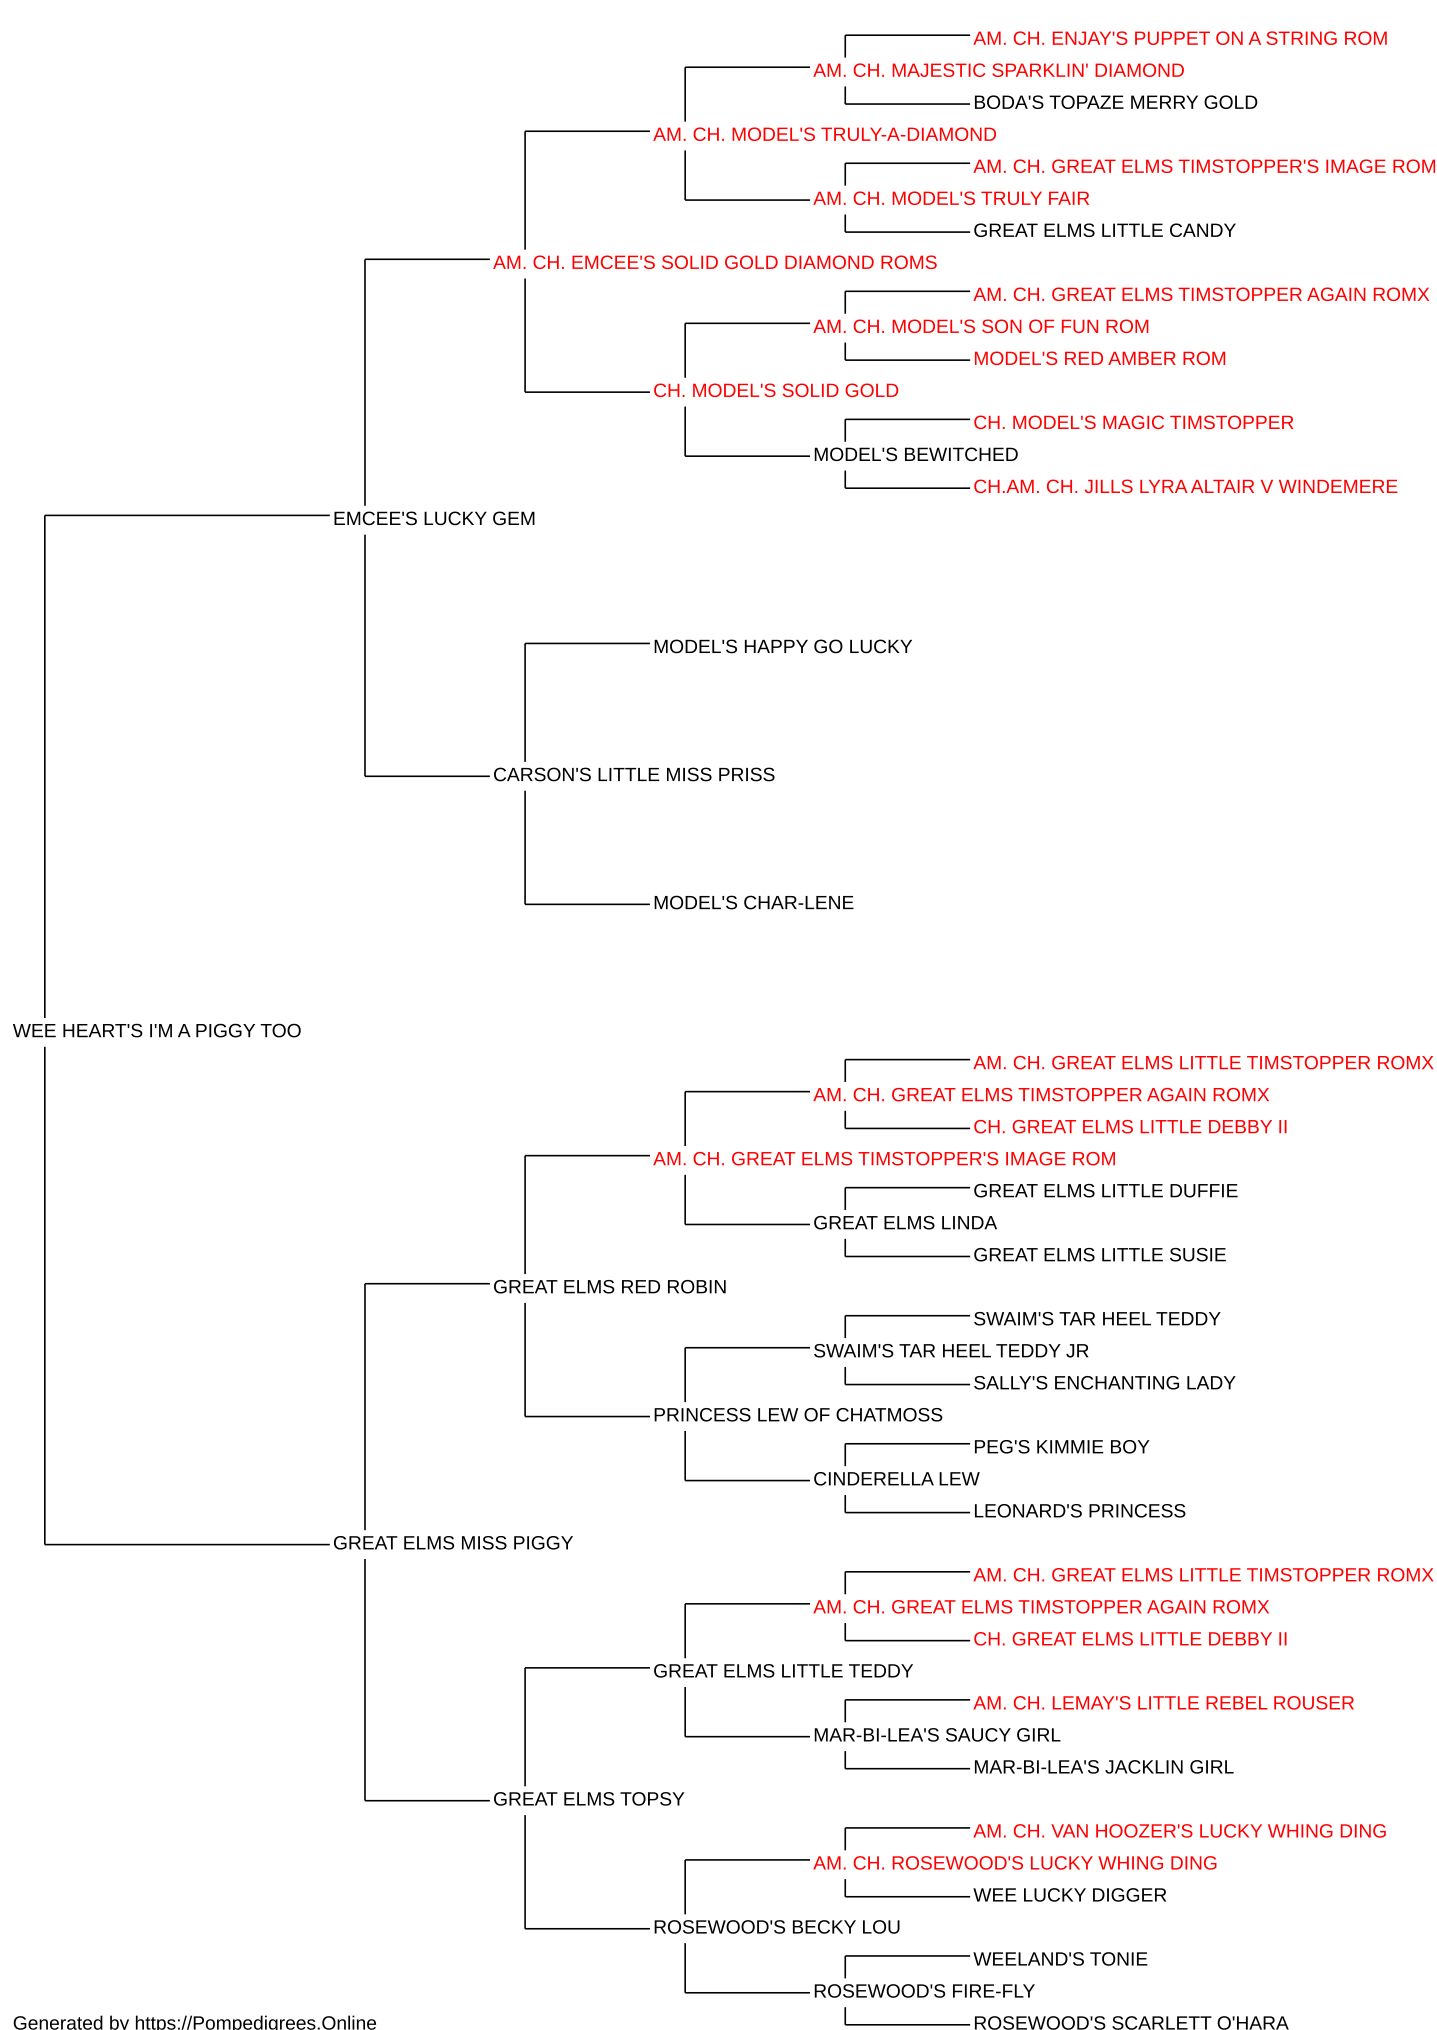 AM. CH. ENJAY'S PUPPET ON A STRING ROM
AM. CH. MAJESTIC SPARKLIN' DIAMOND
BODA'S TOPAZE MERRY GOLD
AM. CH. MODEL'S TRULY-A-DIAMOND
AM. CH. GREAT ELMS TIMSTOPPER'S IMAGE ROM
AM. CH. MODEL'S TRULY FAIR
GREAT ELMS LITTLE CANDY
AM. CH. EMCEE'S SOLID GOLD DIAMOND ROMS
AM. CH. GREAT ELMS TIMSTOPPER AGAIN ROMX
AM. CH. MODEL'S SON OF FUN ROM
MODEL'S RED AMBER ROM
CH. MODEL'S SOLID GOLD
CH. MODEL'S MAGIC TIMSTOPPER
MODEL'S BEWITCHED
CH.AM. CH. JILLS LYRA ALTAIR V WINDEMERE
EMCEE'S LUCKY GEM
MODEL'S HAPPY GO LUCKY
CARSON'S LITTLE MISS PRISS
MODEL'S CHAR-LENE
WEE HEART'S I'M A PIGGY TOO
AM. CH. GREAT ELMS LITTLE TIMSTOPPER ROMX
AM. CH. GREAT ELMS TIMSTOPPER AGAIN ROMX
CH. GREAT ELMS LITTLE DEBBY II
AM. CH. GREAT ELMS TIMSTOPPER'S IMAGE ROM
GREAT ELMS LITTLE DUFFIE
GREAT ELMS LINDA
GREAT ELMS LITTLE SUSIE
GREAT ELMS RED ROBIN
SWAIM'S TAR HEEL TEDDY
SWAIM'S TAR HEEL TEDDY JR
SALLY'S ENCHANTING LADY
PRINCESS LEW OF CHATMOSS
PEG'S KIMMIE BOY
CINDERELLA LEW
LEONARD'S PRINCESS
GREAT ELMS MISS PIGGY
AM. CH. GREAT ELMS LITTLE TIMSTOPPER ROMX
AM. CH. GREAT ELMS TIMSTOPPER AGAIN ROMX
CH. GREAT ELMS LITTLE DEBBY II
GREAT ELMS LITTLE TEDDY
AM. CH. LEMAY'S LITTLE REBEL ROUSER
MAR-BI-LEA'S SAUCY GIRL
MAR-BI-LEA'S JACKLIN GIRL
GREAT ELMS TOPSY
AM. CH. VAN HOOZER'S LUCKY WHING DING
AM. CH. ROSEWOOD'S LUCKY WHING DING
WEE LUCKY DIGGER
ROSEWOOD'S BECKY LOU
WEELAND'S TONIE
ROSEWOOD'S FIRE-FLY
ROSEWOOD'S SCARLETT O'HARA
Generated by https://Pompedigrees.Online